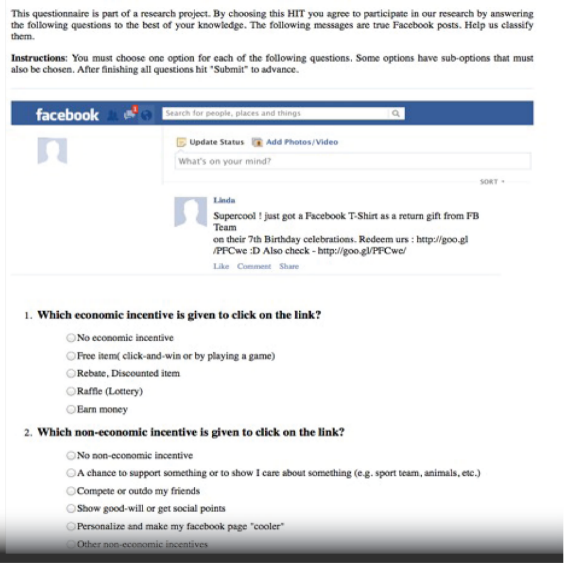 This questionnaire is part of a research project. By choosing this HIT you agree to participate in our research by answering
the following questions to the best of your knowledge. The following messages are true Facebook posts. Help us classify
them.
Instructions: You must choose one option for each of the following questions. Some options have sub-options that must
also be chosen. After finishing all questions hit "Submit" to advance.
facebook
1
Search for people, places and things
Update Status Add Photos/Video
What's on your mind?
SORT
Linda
Supercool ! just got a Facebook T-Shirt as a return gift from FB
Team
on their 7th Birthday celebrations. Redeem urs : http://goo.gl
/PFCwe :D Also check - http://goo.gl/PFCwe/
Like Comment Share
1. Which economic incentive is given to click on the link?
No economic incentive
Free item( click-and-win or by playing a game)
Rebate, Discounted item
Raffle (Lottery)
Earn money
2. Which non-economic incentive is given to click on the link?
No non-economic incentive
A chance to support something or to show I care about something (e.g. sport team, animals, etc.)
Compete or outdo my friends
Show good-will or get social points
Personalize and make my facebook page "cooler"
Other non-economic incentives